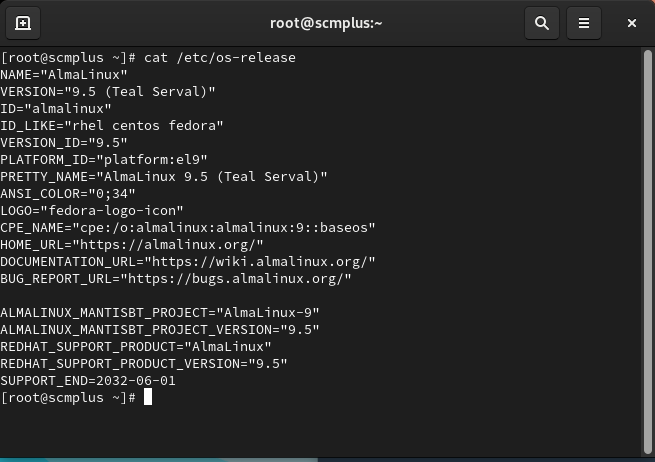 root@scmplus:~
[root@scmplus ~]# cat /etc/os-release
NAME="AlmaLinux"
VERSION="9.5 (Teal Serval)"
ID="almalinux"
ID_LIKE="rhel centos fedora"
VERSION_ID="9.5"
PLATFORM_ID="platform:el9"
PRETTY_NAME="AlmaLinux 9.5 (Teal Serval)"
ANSI_COLOR="0;34"
LOGO="fedora-logo-icon"
CPE_NAME="cpe:/o:almalinux:almalinux:9::baseos"
HOME_URL="https://almalinux.org/"
DOCUMENTATION_URL="https://wiki.almalinux.org/"
BUG_REPORT_URL="https://bugs.almalinux.org/"

ALMALINUX_MANTISBT_PROJECT="AlmaLinux-9"
ALMALINUX_MANTISBT_PROJECT_VERSION="9.5"
REDHAT_SUPPORT_PRODUCT="AlmaLinux"
REDHAT_SUPPORT_PRODUCT_VERSION="9.5"
SUPPORT_END=2032-06-01
[root@scmplus ~]#